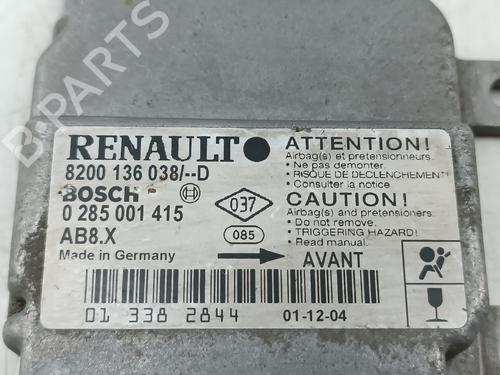 B-PARTS
RENAULT
8200 136 038/--D
BOSCH
0 285 001 415
AB8.X
Made in Germany
037
085
ATTENTION!
Airbag(s) et pretensionneurs.
• Ne pas demonter.
• RISQUE DE DECLENCHEMENT!
• Consulter la notice
CAUTION!
Airbag(s) and pretensioners
• Do not remove.
• TRIGGERING HAZARD!
• Read manual.
AVANT
01 338 2844
01-12-04